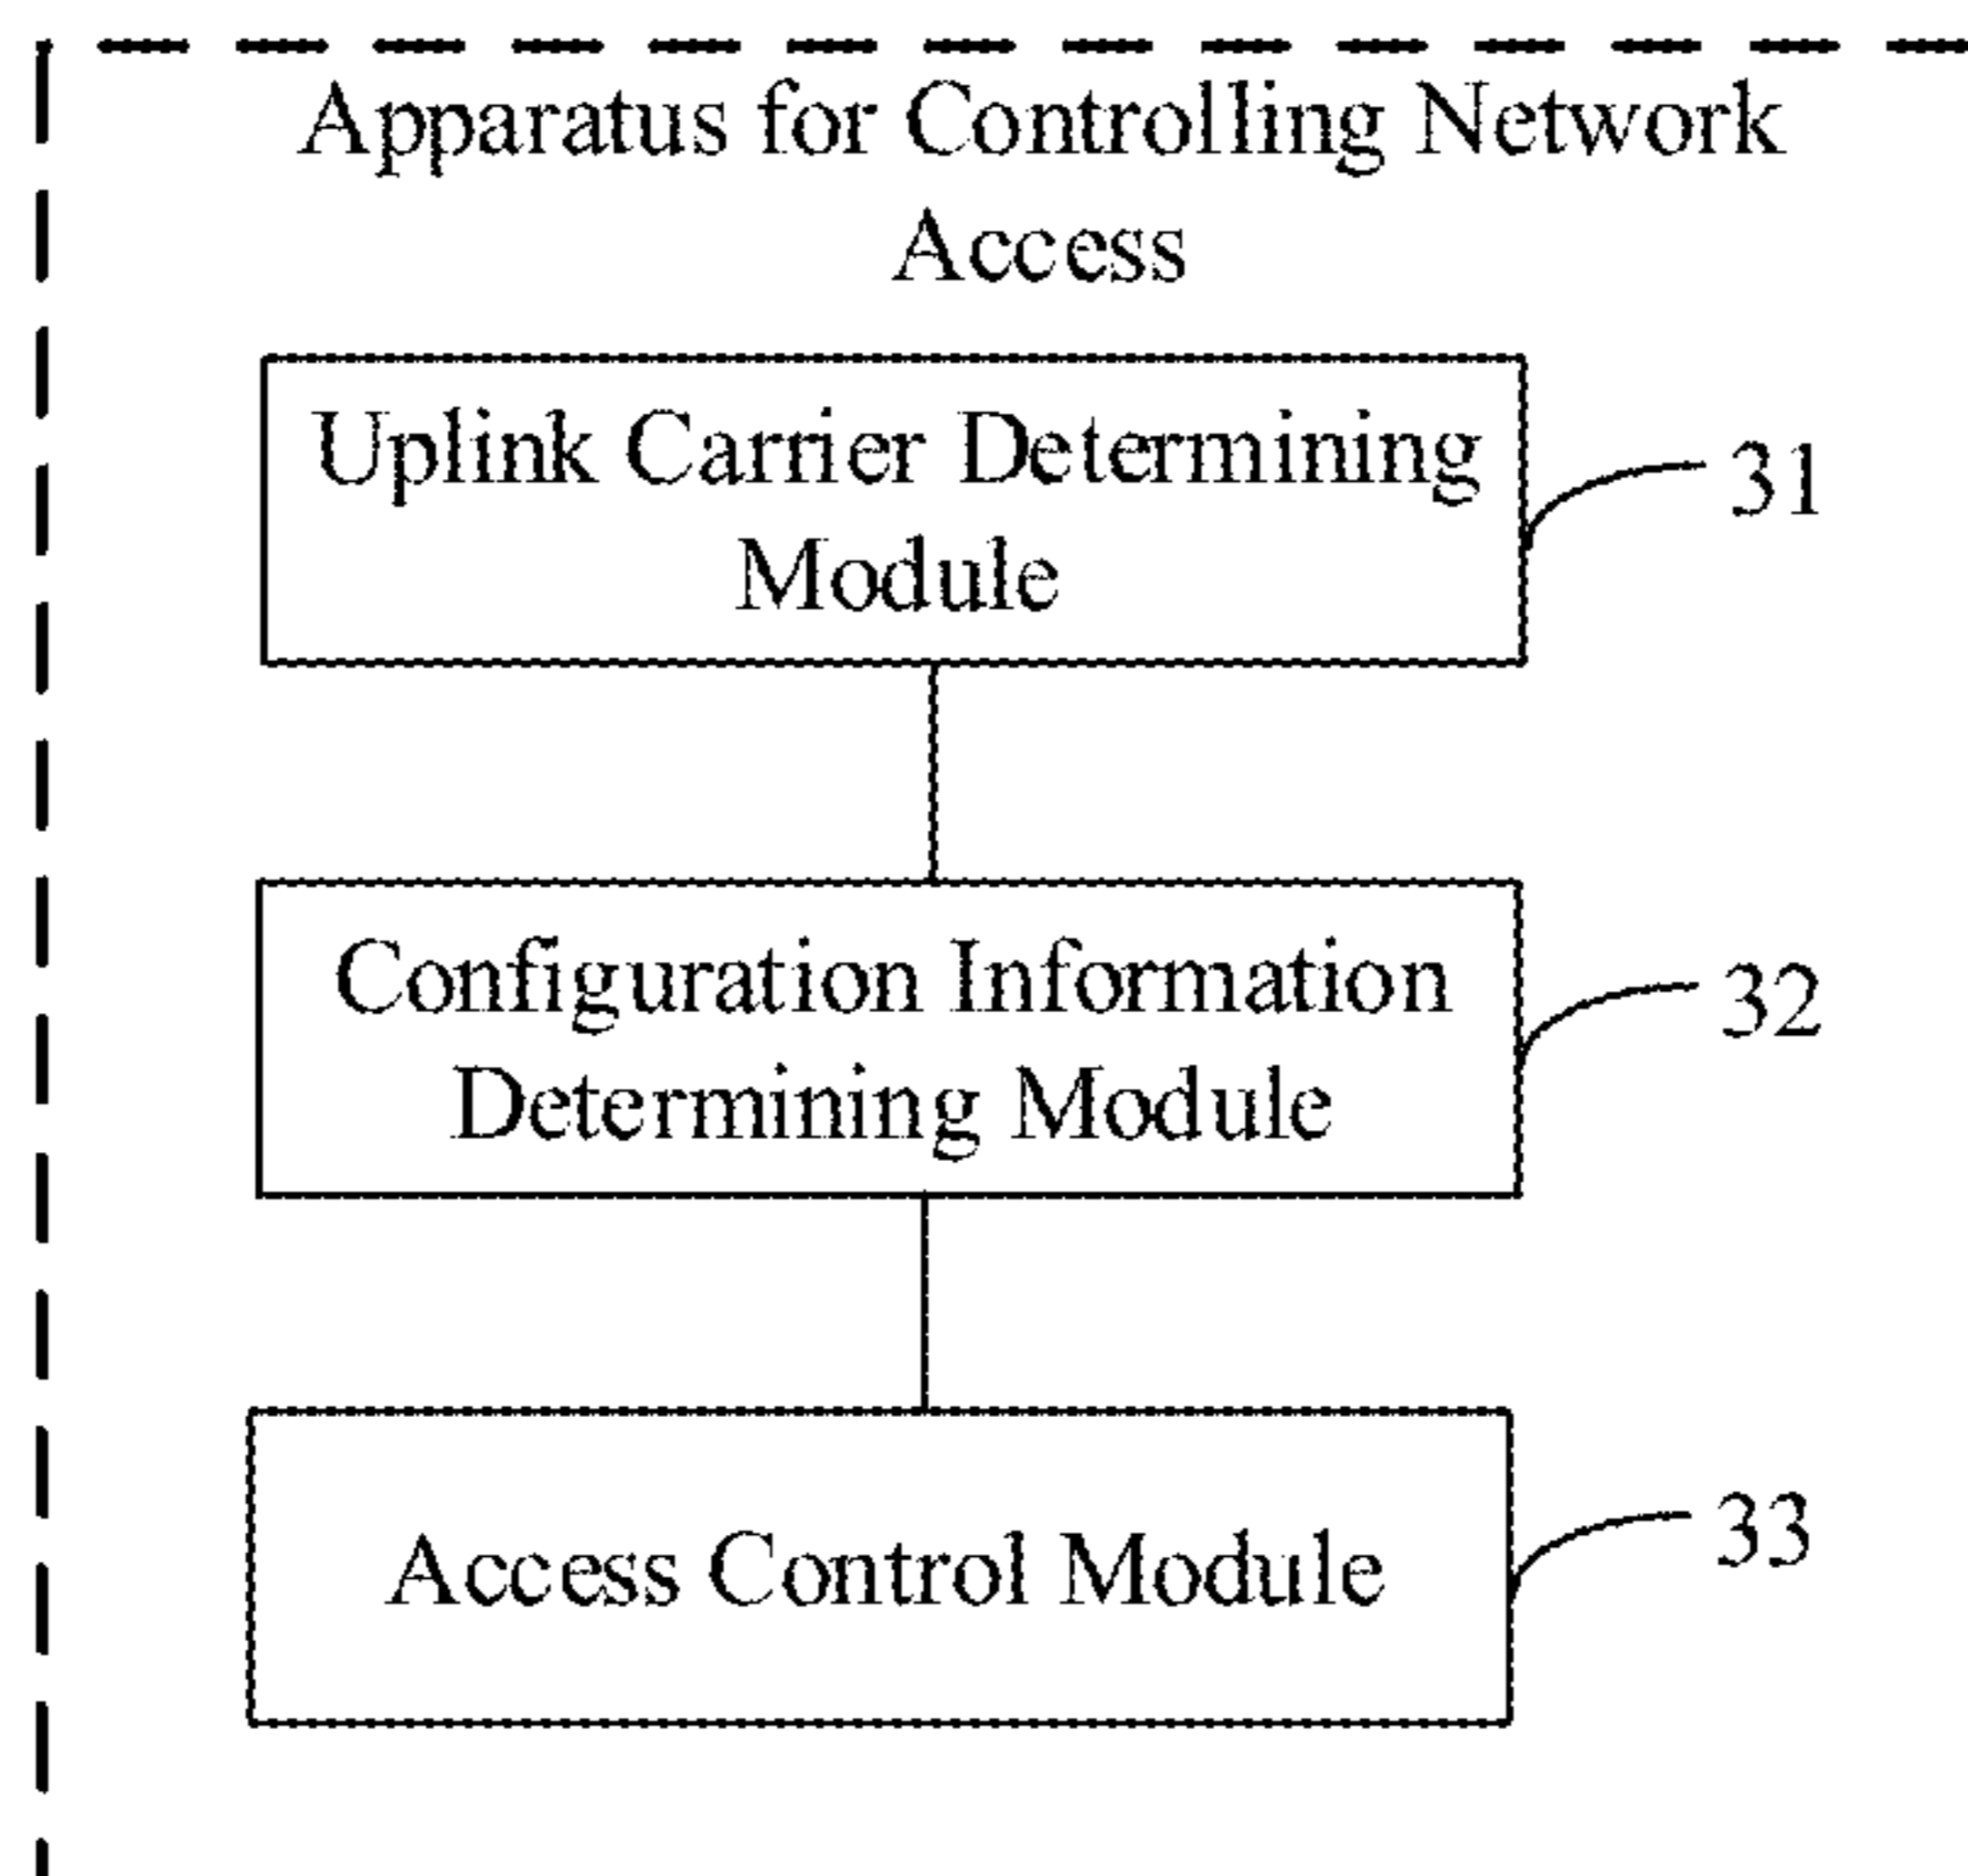 Apparatus for Controlling Network
Access
Uplink Carrier Determining
Module
31
Configuration Information
Determining Module
32
Access Control Module
33